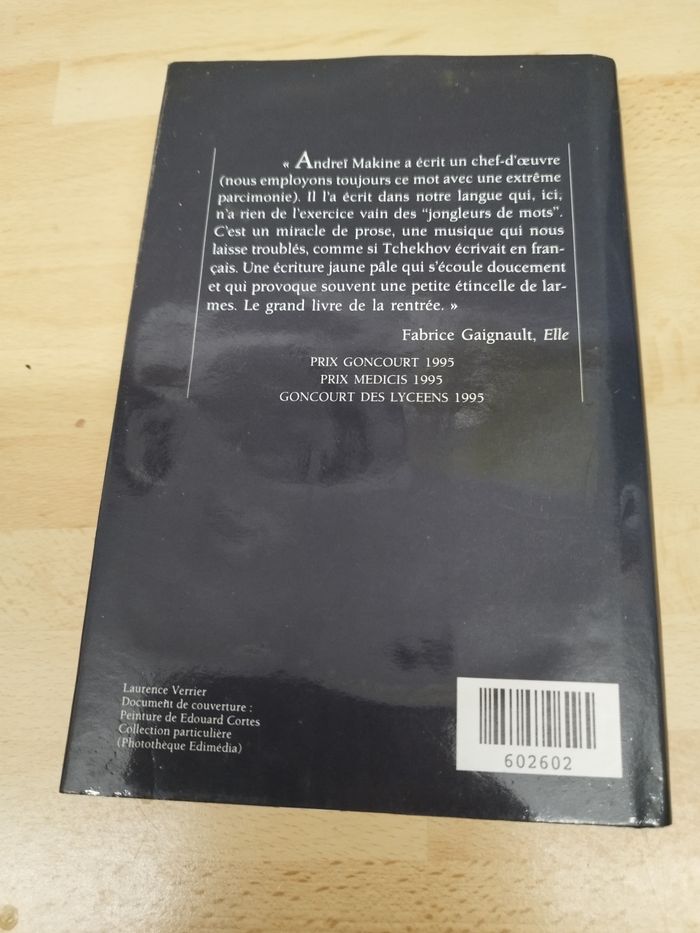 « Andreï Makine a écrit un chef-d'œuvre
(nous employons toujours ce mot avec une extrême
parcimonie). Il l'a écrit dans notre langue qui, ici,
n'a rien de l'exercice vain des “jongleurs de mots”.
C'est un miracle de prose, une musique qui nous
laisse troublés, comme si Tchekhov écrivait en fran-
çais. Une écriture jaune pâle qui s'écoule doucement
et qui provoque souvent une petite étincelle de lar-
mes. Le grand livre de la rentrée. »
Fabrice Gaignault, Elle
PRIX GONCOURT 1995
PRIX MEDICIS 1995
GONCOURT DES LYCEENS 1995
Laurence Verrier
Document de couverture :
Peinture de Edouard Cortes
Collection particulière
(Photothèque Edimédia)
602602